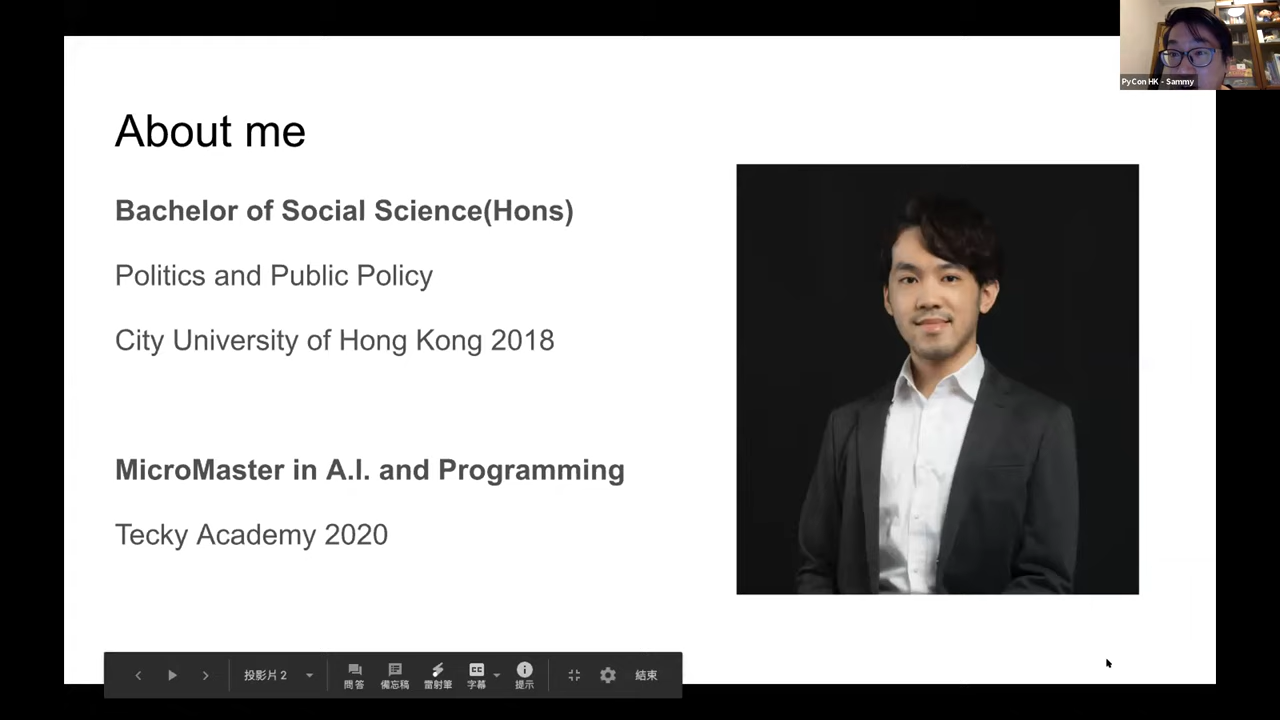 PyCon HK - Sammy
About me
Bachelor of Social Science(Hons)
Politics and Public Policy
City University of Hong Kong 2018
MicroMaster in A.I. and Programming
Tecky Academy 2020
投影片 2
問答
備忘稿
雷射筆
CC
字幕
提示
結束